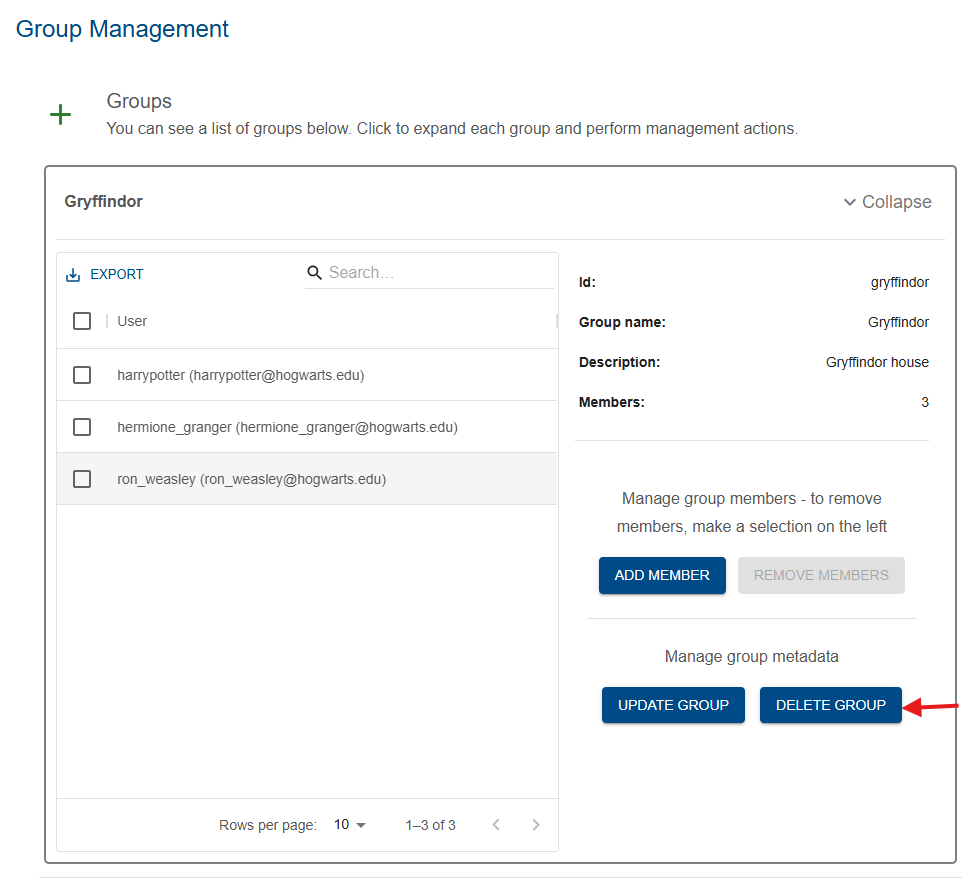 Group Management
Groups
You can see a list of groups below. Click to expand each group and perform management actions.
Gryffindor
Collapse
EXPORT
Search…
User
harrypotter (harrypotter@hogwarts.edu)
hermione_granger (hermione_granger@hogwarts.edu)
ron_weasley (ron_weasley@hogwarts.edu)
Rows per page: 10
1–3 of 3
Id: gryffindor
Group name: Gryffindor
Description: Gryffindor house
Members: 3
Manage group members - to remove
members, make a selection on the left
ADD MEMBER
REMOVE MEMBERS
Manage group metadata
UPDATE GROUP
DELETE GROUP